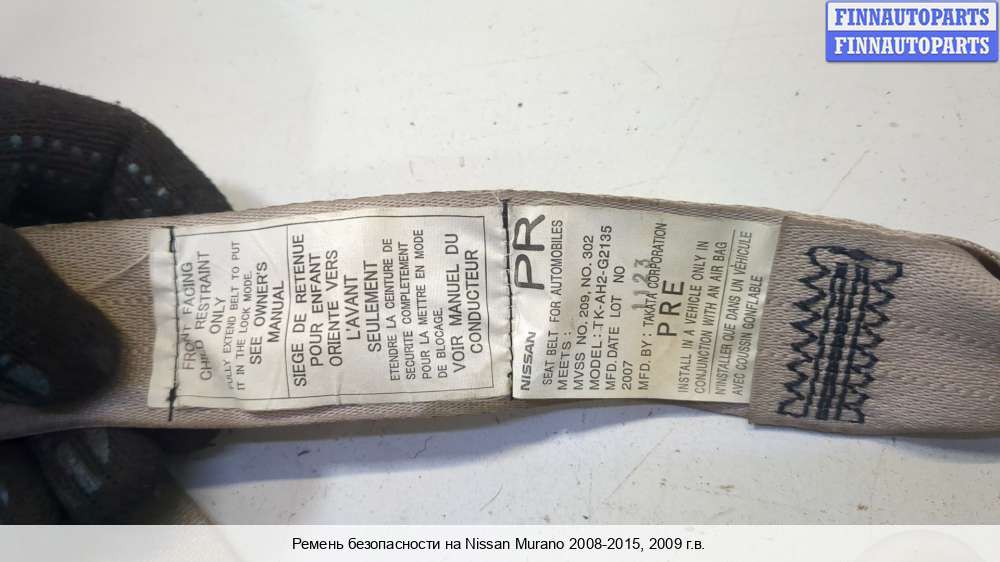 FINNAUTOPARTS
FINNAUTOPARTS
FRONT FACING
CHILD RESTRAINT
ONLY
FULLY EXTEND BELT TO PUT
IT IN THE LOCK MODE.
SEE OWNER'S
MANUAL
SIEGE DE RETENUE
POUR ENFANT
ORIENTE VERS
L'AVANT
SEULEMENT
ETENDRE LA CEINTURE DE
SECURITE COMPLETEMENT
POUR LA METTRE EN MODE
DE BLOCAGE.
VOIR MANUEL DU
CONDUCTEUR
NISSAN PR
SEAT BELT FOR AUTOMOBILES
MEETS:
MVSS NO. 209, NO. 302
MODEL: TK-AH2-G2135
MFD. DATE LOT NO
2007 1123
MFD. BY: TAKATA CORPORATION
PRE
INSTALL IN A VEHICLE ONLY IN
CONJUNCTION WITH AN AIR BAG
N'INSTALLER QUE DANS UN VÉHICULE
AVEC COUSSIN GONFLABLE
Ремень безопасности на Nissan Murano 2008-2015, 2009 г.в.